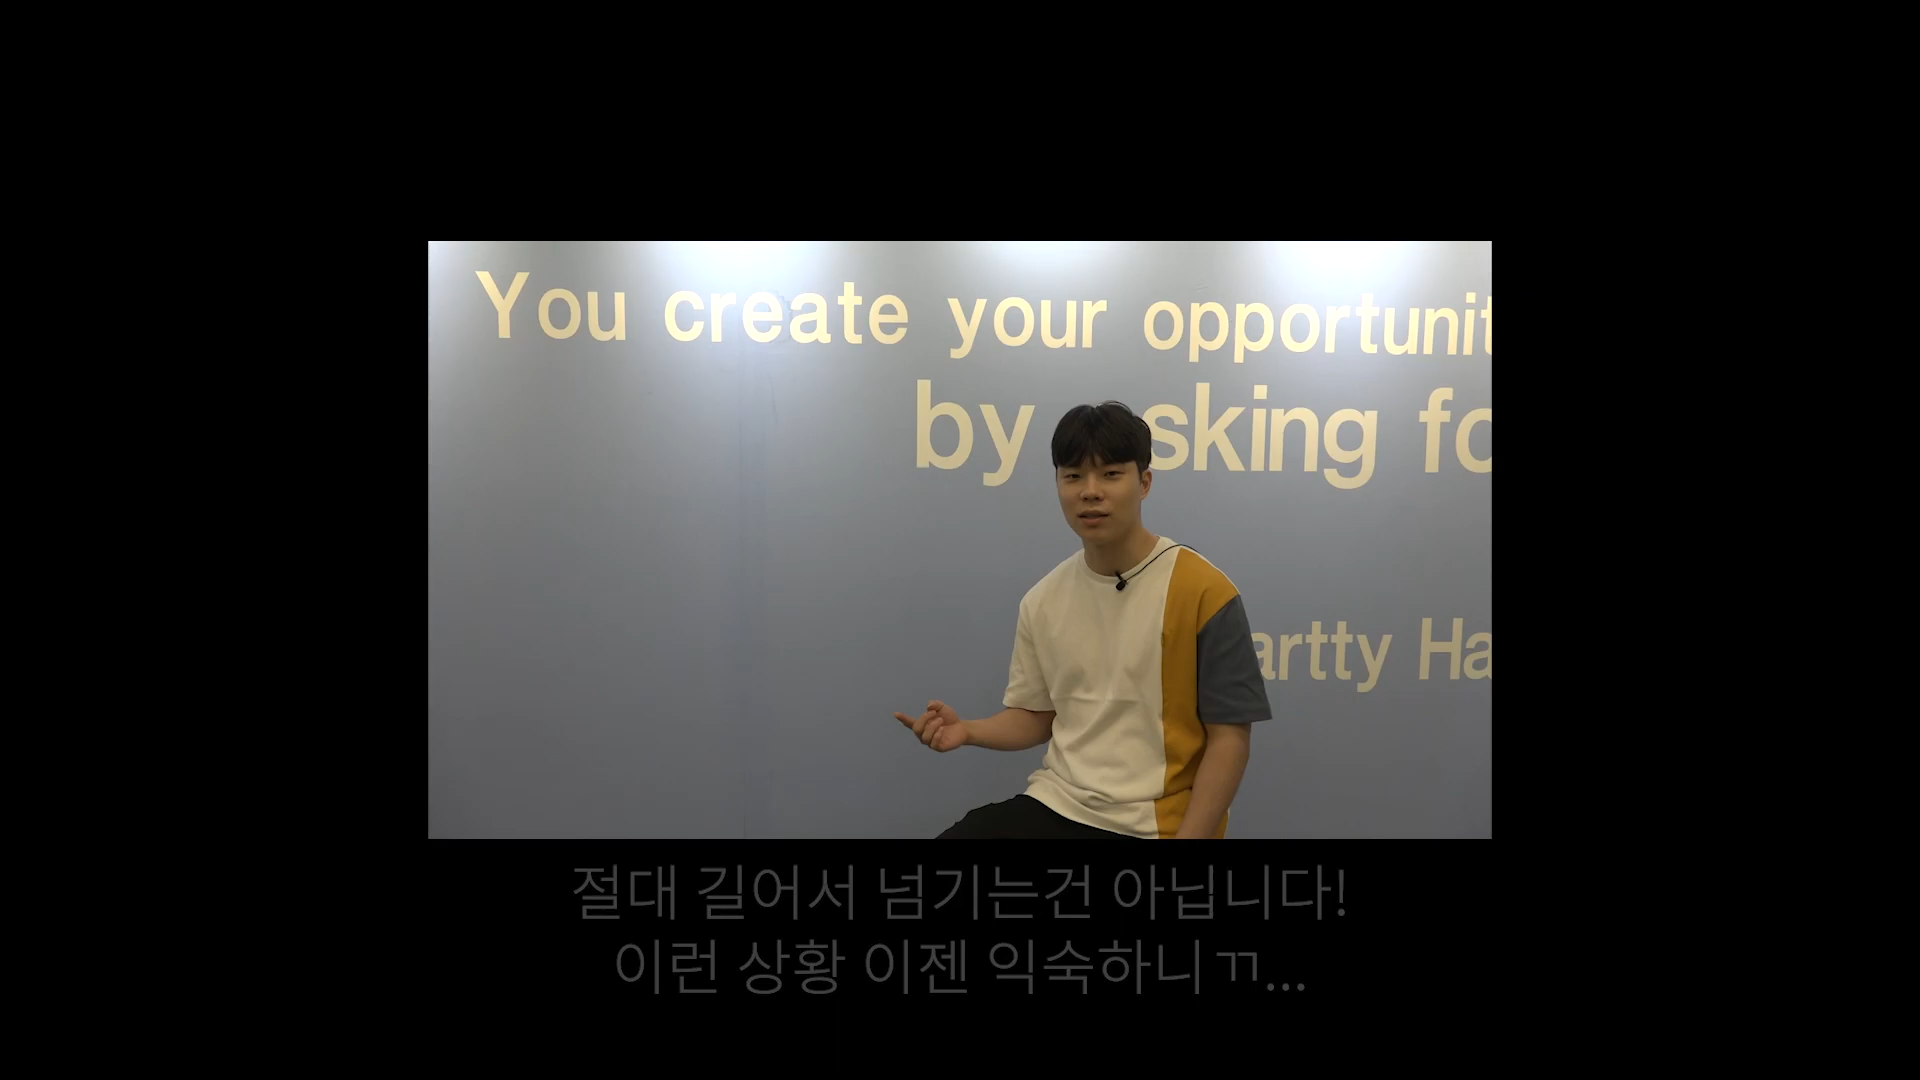 You create your opportunit
by sking fo
artty Ha
절대 길어서 넘기는건 아닙니다!
이런 상황 이젠 익숙하니ㄲ...